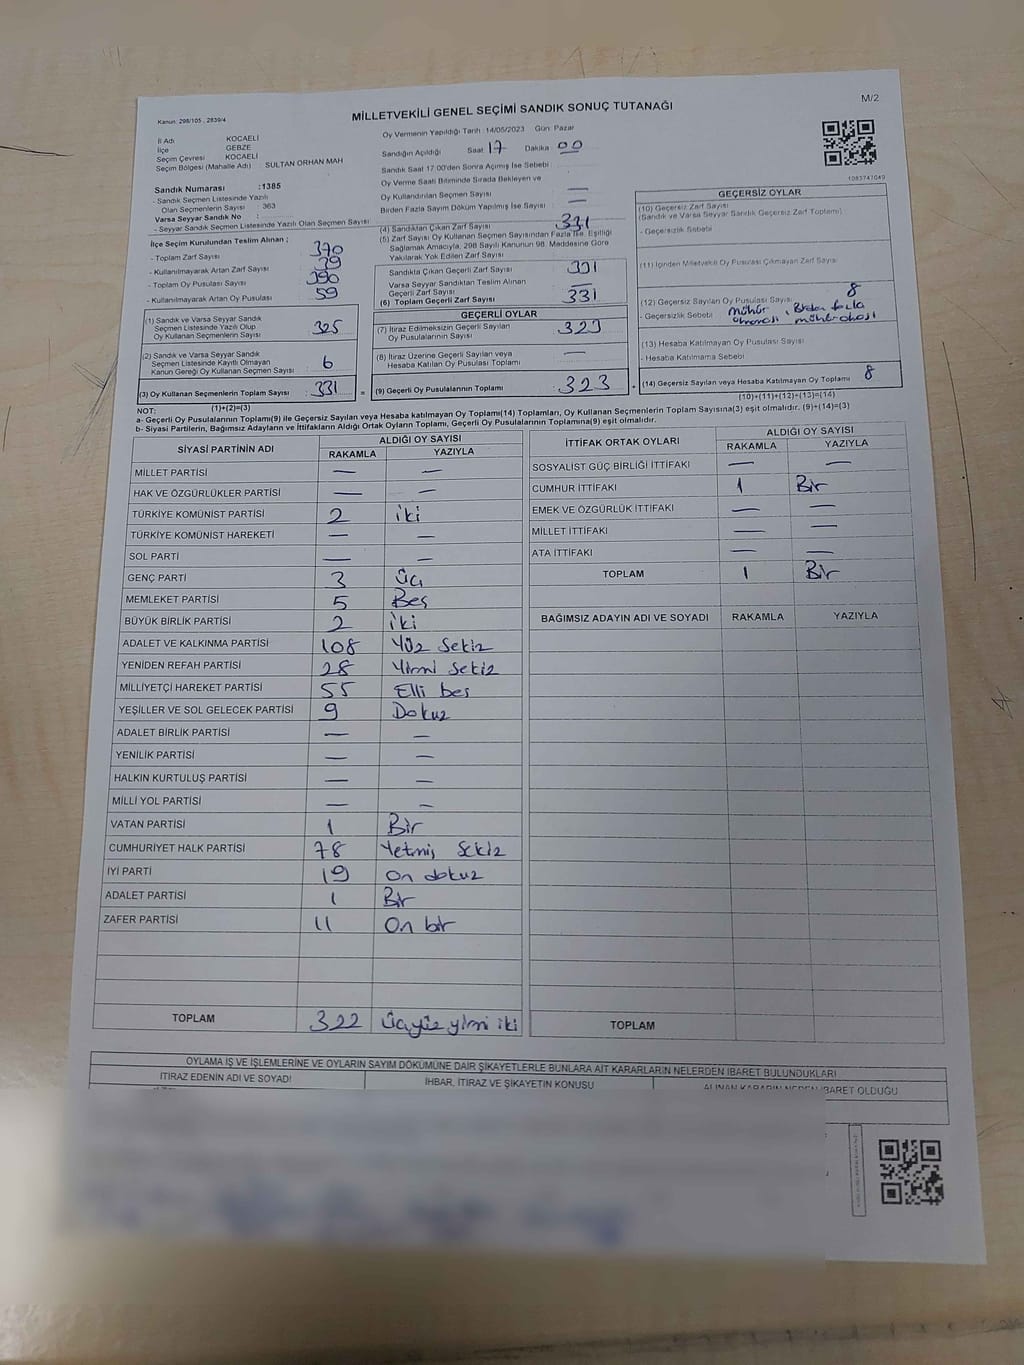 Kanun: 298/105 , 2839/4
MİLLETVEKİLİ GENEL SEÇİMİ SANDIK SONUÇ TUTANAĞI
M/2
İl Adı KOCAELİ
İlçe GEBZE
Seçim Çevresi KOCAELİ
Seçim Bölgesi (Mahalle Adı) : SULTAN ORHAN MAH
Sandık Numarası :1385
- Sandık Seçmen Listesinde Yazılı
Olan Seçmenlerin Sayısı : 363
Varsa Seyyar Sandık No :
- Seyyar Sandık Seçmen Listesinde Yazılı Olan Seçmen Sayısı :
İlçe Seçim Kurulundan Teslim Alınan ;
- Toplam Zarf Sayısı : 370
- Kullanılmayarak Artan Zarf Sayısı : 39
- Toplam Oy Pusulası Sayısı : 390
- Kullanılmayarak Artan Oy Pusulası : 59
(1) Sandık ve Varsa Seyyar Sandık
Seçmen Listesinde Yazılı Olup
Oy Kullanan Seçmenlerin Sayısı : 325
(2) Sandık ve Varsa Seyyar Sandık
Seçmen Listesinde Kayıtlı Olmayan
Kanun Gereği Oy Kullanan Seçmen Sayısı : 6
(3) Oy Kullanan Seçmenlerin Toplam Sayısı : 331
(1)+(2)=(3)
Oy Vermenin Yapıldığı Tarih :14/05/2023 Gün: Pazar
Sandığın Açıldığı Saat 17 Dakika 00
Sandık Saat 17.00'den Sonra Açılmış İse Sebebi :
Oy Verme Saati Bitiminde Sırada Bekleyen ve
Oy Kullandırılan Seçmen Sayısı : —
Birden Fazla Sayım Döküm Yapılmış İse Sayısı : —
(4) Sandıktan Çıkan Zarf Sayısı : 331
(5) Zarf Sayısı Oy Kullanan Seçmen Sayısından Fazla İse, Eşitliği
Sağlamak Amacıyla, 298 Sayılı Kanunun 98. Maddesine Göre
Yakılarak Yok Edilen Zarf Sayısı :
Sandıkta Çıkan Geçerli Zarf Sayısı : 331
Varsa Seyyar Sandıktan Teslim Alınan
Geçerli Zarf Sayısı : —
(6) Toplam Geçerli Zarf Sayısı : 331
GEÇERLİ OYLAR
(7) İtiraz Edilmeksizin Geçerli Sayılan
Oy Pusulalarının Sayısı : 323
(8) İtiraz Üzerine Geçerli Sayılan veya
Hesaba Katılan Oy Pusulası Toplamı : —
= (9) Geçerli Oy Pusulalarının Toplamı : 323
1083747049
GEÇERSİZ OYLAR
(10) Geçersiz Zarf Sayısı :
(Sandık ve Varsa Seyyar Sandık Geçersiz Zarf Toplamı)
- Geçersizlik Sebebi :
(11) İçinden Milletvekili Oy Pusulası Çıkmayan Zarf Sayısı :
(12) Geçersiz Sayılan Oy Pusulası Sayısı : 8
- Geçersizlik Sebebi : mühür olmaması, Birden fazla
mühür olması
(13) Hesaba Katılmayan Oy Pusulası Sayısı :
- Hesaba Katılmama Sebebi :
+ (14) Geçersiz Sayılan veya Hesaba Katılmayan Oy Toplamı : 8
(10)+(11)+(12)+(13)=(14)
NOT:
a- Geçerli Oy Pusulalarının Toplamı(9) ile Geçersiz Sayılan veya Hesaba katılmayan Oy Toplamı(14) Toplamları, Oy Kullanan Seçmenlerin Toplam Sayısına(3) eşit olmalıdır. (9)+(14)=(3)
b- Siyasi Partilerin, Bağımsız Adayların ve İttifakların Aldığı Ortak Oyların Toplamı, Geçerli Oy Pusulalarının Toplamına(9) eşit olmalıdır.
SİYASİ PARTİNİN ADI ALDIĞI OY SAYISI
RAKAMLA YAZIYLA
MİLLET PARTİSİ — —
HAK VE ÖZGÜRLÜKLER PARTİSİ — —
TÜRKİYE KOMÜNİST PARTİSİ 2 iki
TÜRKİYE KOMÜNİST HAREKETİ — —
SOL PARTİ — —
GENÇ PARTİ 3 Üç
MEMLEKET PARTİSİ 5 Beş
BÜYÜK BİRLİK PARTİSİ 2 iki
ADALET VE KALKINMA PARTİSİ 108 Yüz Sekiz
YENİDEN REFAH PARTİSİ 28 Yirmi Sekiz
MİLLİYETÇİ HAREKET PARTİSİ 55 Elli beş
YEŞİLLER VE SOL GELECEK PARTİSİ 9 Dokuz
ADALET BİRLİK PARTİSİ — —
YENİLİK PARTİSİ — —
HALKIN KURTULUŞ PARTİSİ — —
MİLLİ YOL PARTİSİ — —
VATAN PARTİSİ 1 Bir
CUMHURİYET HALK PARTİSİ 78 Yetmiş Sekiz
İYİ PARTİ 19 On dokuz
ADALET PARTİSİ 1 Bir
ZAFER PARTİSİ 11 On bir
TOPLAM 322 Üçyüz yirmi iki
İTTİFAK ORTAK OYLARI ALDIĞI OY SAYISI
RAKAMLA YAZIYLA
SOSYALİST GÜÇ BİRLİĞİ İTTİFAKI — —
CUMHUR İTTİFAKI 1 Bir
EMEK VE ÖZGÜRLÜK İTTİFAKI — —
MİLLET İTTİFAKI — —
ATA İTTİFAKI — —
TOPLAM 1 Bir
BAĞIMSIZ ADAYIN ADI VE SOYADI RAKAMLA YAZIYLA
TOPLAM
OYLAMA İŞ VE İŞLEMLERİNE VE OYLARIN SAYIM DÖKÜMÜNE DAİR ŞİKAYETLERLE BUNLARA AİT KARARLARIN NELERDEN İBARET BULUNDUKLARI
İTİRAZ EDENİN ADI VE SOYADI İHBAR, İTİRAZ VE ŞİKAYETİN KONUSU ALINAN KARARIN NEDEN İBARET OLDUĞU